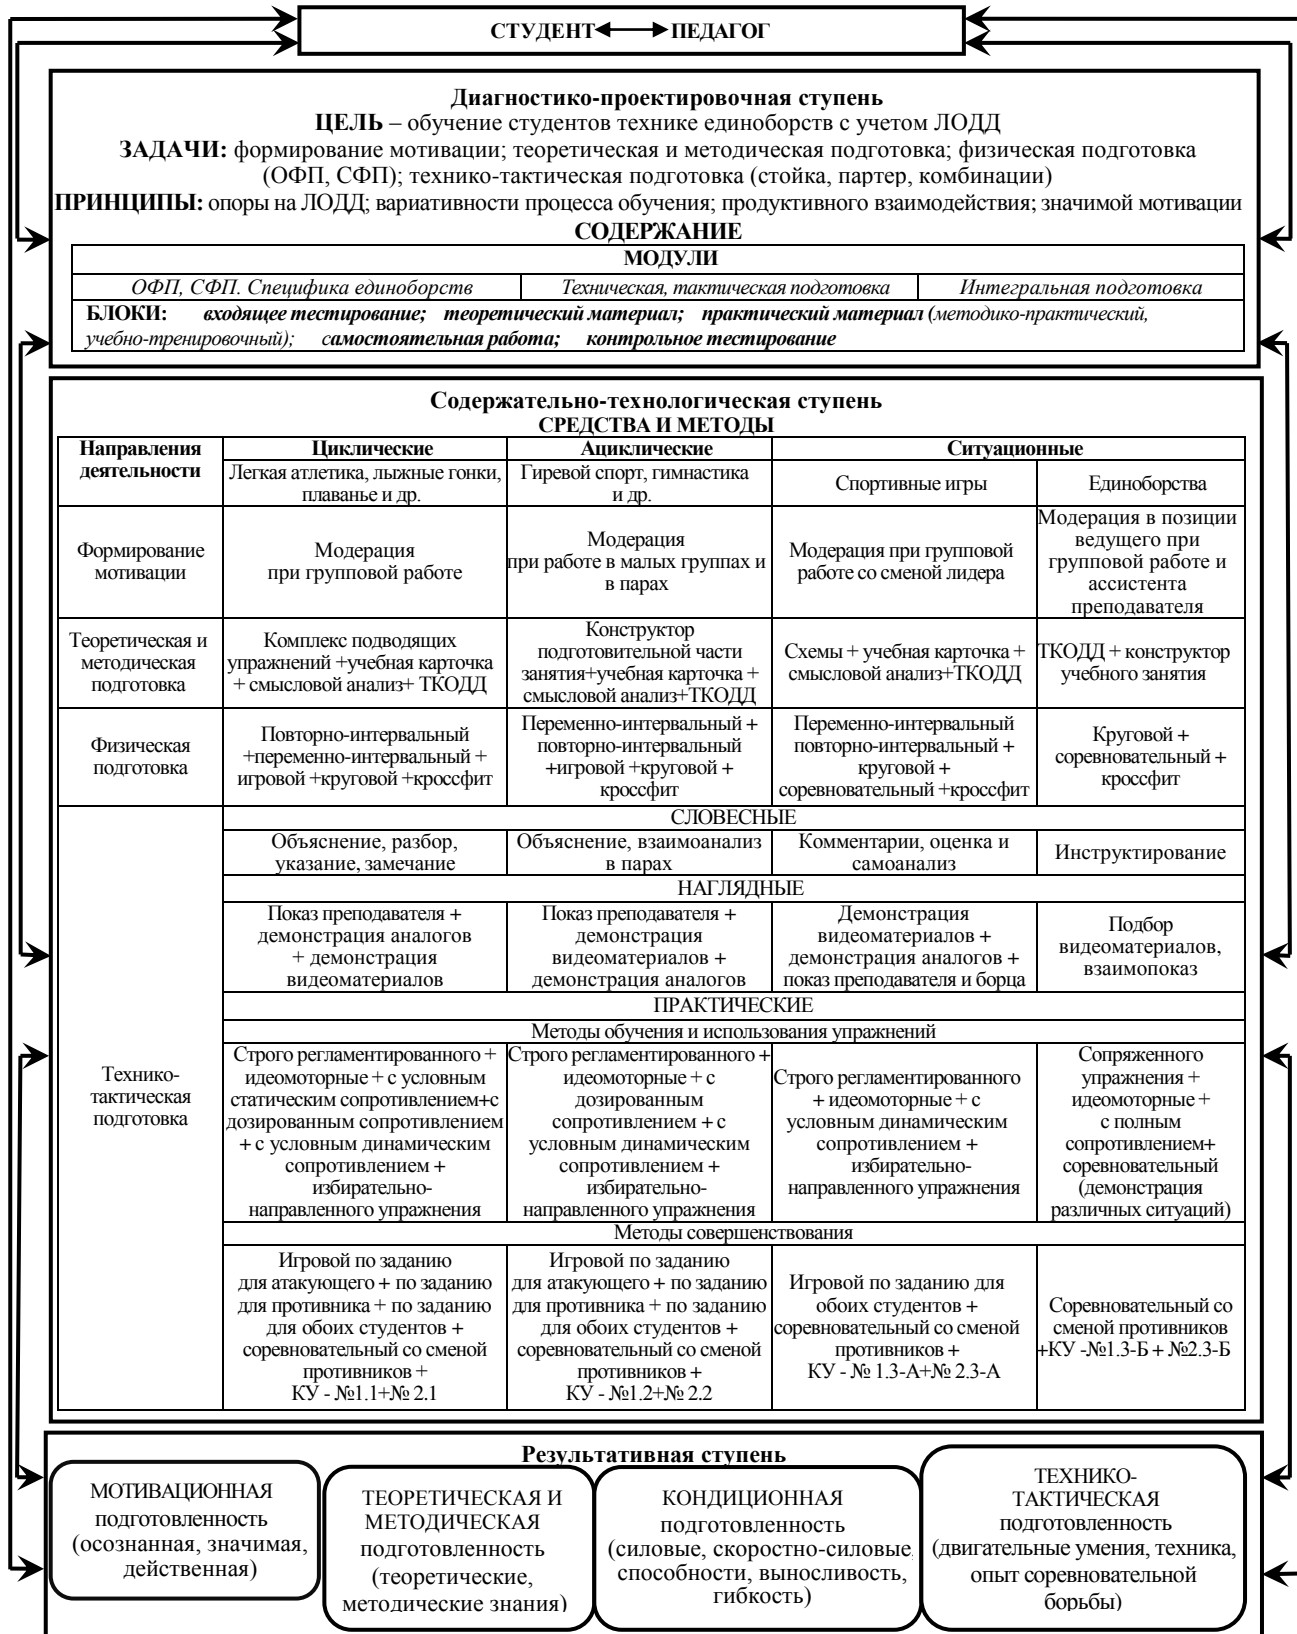 СТУДЕНТ ПЕДАГОГ
Диагностико-проектировочная ступень
ЦЕЛЬ – обучение студентов технике единоборств с учетом ЛОДД
ЗАДАЧИ: формирование мотивации; теоретическая и методическая подготовка; физическая подготовка
(ОФП, СФП); технико-тактическая подготовка (стойка, партер, комбинации)
ПРИНЦИПЫ: опоры на ЛОДД; вариативности процесса обучения; продуктивного взаимодействия; значимой мотивации
СОДЕРЖАНИЕ
МОДУЛИ
ОФП, СФП. Специфика единоборств
Техническая, тактическая подготовка
Интегральная подготовка
БЛОКИ: входящее тестирование; теоретический материал; практический материал (методико-практический,
учебно-тренировочный); самостоятельная работа; контрольное тестирование
Содержательно-технологическая ступень
СРЕДСТВА И МЕТОДЫ
Направления
деятельности
Циклические
Ациклические
Ситуационные
Легкая атлетика, лыжные гонки,
плаванье и др.
Гиревой спорт, гимнастика
и др.
Спортивные игры
Единоборства
Формирование
мотивации
Модерация
при групповой работе
Модерация
при работе в малых группах и
в парах
Модерация при групповой
работе со сменой лидера
Модерация в позиции
ведущего при
групповой работе и
ассистента
преподавателя
Теоретическая и
методическая
подготовка
Комплекс подводящих
упражнений +учебная карточка
+ смысловой анализ+ ТКОДД
Конструктор
подготовительной части
занятия+учебная карточка +
смысловой анализ+ТКОДД
Схемы + учебная карточка +
смысловой анализ+ТКОДД
ТКОДД + конструктор
учебного занятия
Физическая
подготовка
Повторно-интервальный
+переменно-интервальный +
игровой +круговой +кроссфит
Переменно-интервальный +
повторно-интервальный
+игровой +круговой +
кроссфит
Переменно-интервальный
повторно-интервальный +
круговой +
соревновательный +кроссфит
Круговой +
соревновательный +
кроссфит
Технико-
тактическая
подготовка
СЛОВЕСНЫЕ
Объяснение, разбор,
указание, замечание
Объяснение, взаимоанализ
в парах
Комментарии, оценка и
самоанализ
Инструктирование
НАГЛЯДНЫЕ
Показ преподавателя +
демонстрация аналогов
+ демонстрация
видеоматериалов
Показ преподавателя +
демонстрация
видеоматериалов +
демонстрация аналогов
Демонстрация
видеоматериалов +
демонстрация аналогов +
показ преподавателя и борца
Подбор
видеоматериалов,
взаимопоказ
ПРАКТИЧЕСКИЕ
Методы обучения и использования упражнений
Строго регламентированного +
идеомоторные + с условным
статическим сопротивлением+с
дозированным сопротивлением
+ с условным динамическим
сопротивлением +
избирательно-
направленного упражнения
Строго регламентированного +
идеомоторные + с
дозированным
сопротивлением + с
условным динамическим
сопротивлением +
избирательно-
направленного упражнения
Строго регламентированного
+ идеомоторные + с
условным динамическим
сопротивлением +
избирательно-
направленного упражнения
Сопряженного
упражнения +
идеомоторные +
с полным
сопротивлением+
соревновательный
(демонстрация
различных ситуаций)
Методы совершенствования
Игровой по заданию
для атакующего + по заданию
для противника + по заданию
для обоих студентов +
соревновательный со сменой
противников +
КУ - №1.1+№ 2.1
Игровой по заданию
для атакующего + по заданию
для противника + по заданию
для обоих студентов +
соревновательный со сменой
противников +
КУ - №1.2+№ 2.2
Игровой по заданию для
обоих студентов +
соревновательный со сменой
противников +
КУ - № 1.3-А+№ 2.3-А
Соревновательный со
сменой противников
+КУ -№1.3-Б + №2.3-Б
Результативная ступень
МОТИВАЦИОННАЯ
подготовленность
(осознанная, значимая,
действенная)
ТЕОРЕТИЧЕСКАЯ И
МЕТОДИЧЕСКАЯ
подготовленность
(теоретические,
методические знания)
КОНДИЦИОННАЯ
подготовленность
(силовые, скоростно-силовые,
способности, выносливость,
гибкость)
ТЕХНИКО-
ТАКТИЧЕСКАЯ
подготовленность
(двигательные умения, техника,
опыт соревновательной
борьбы)